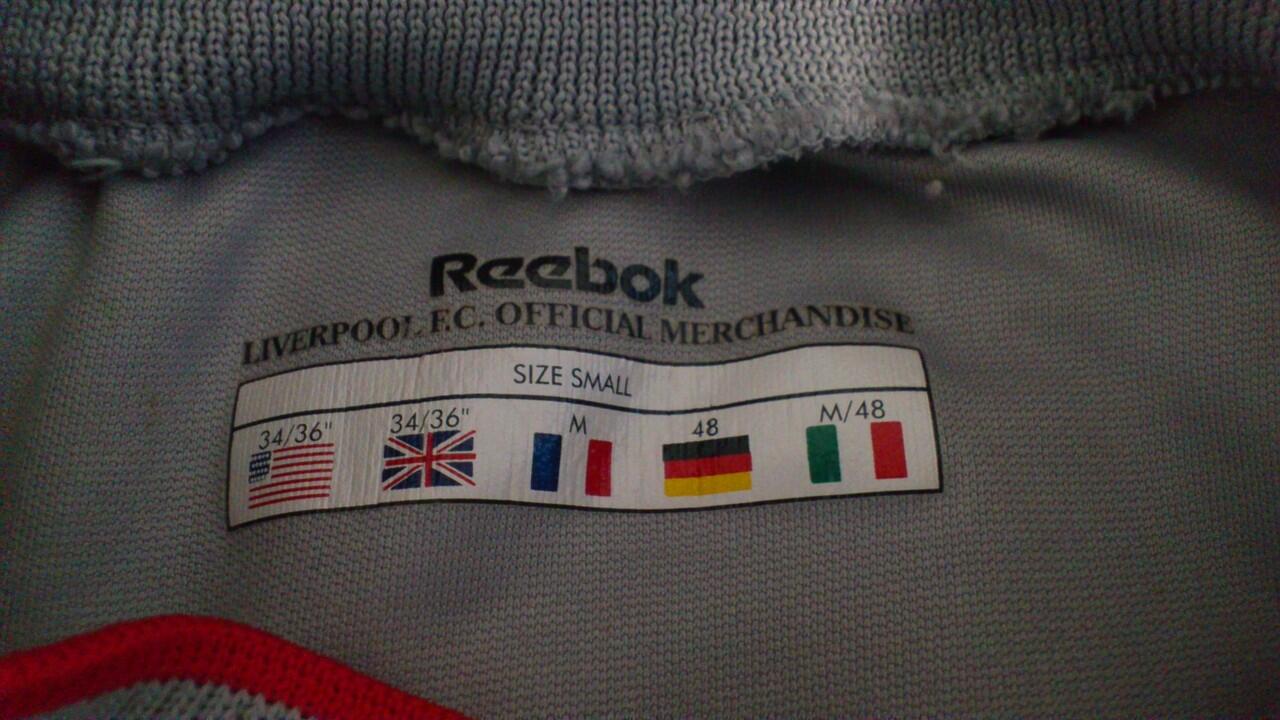 Reebok
LIVERPOOL F.C. OFFICIAL MERCHANDISE
SIZE SMALL
34/36" 34/36" M 48 M/48